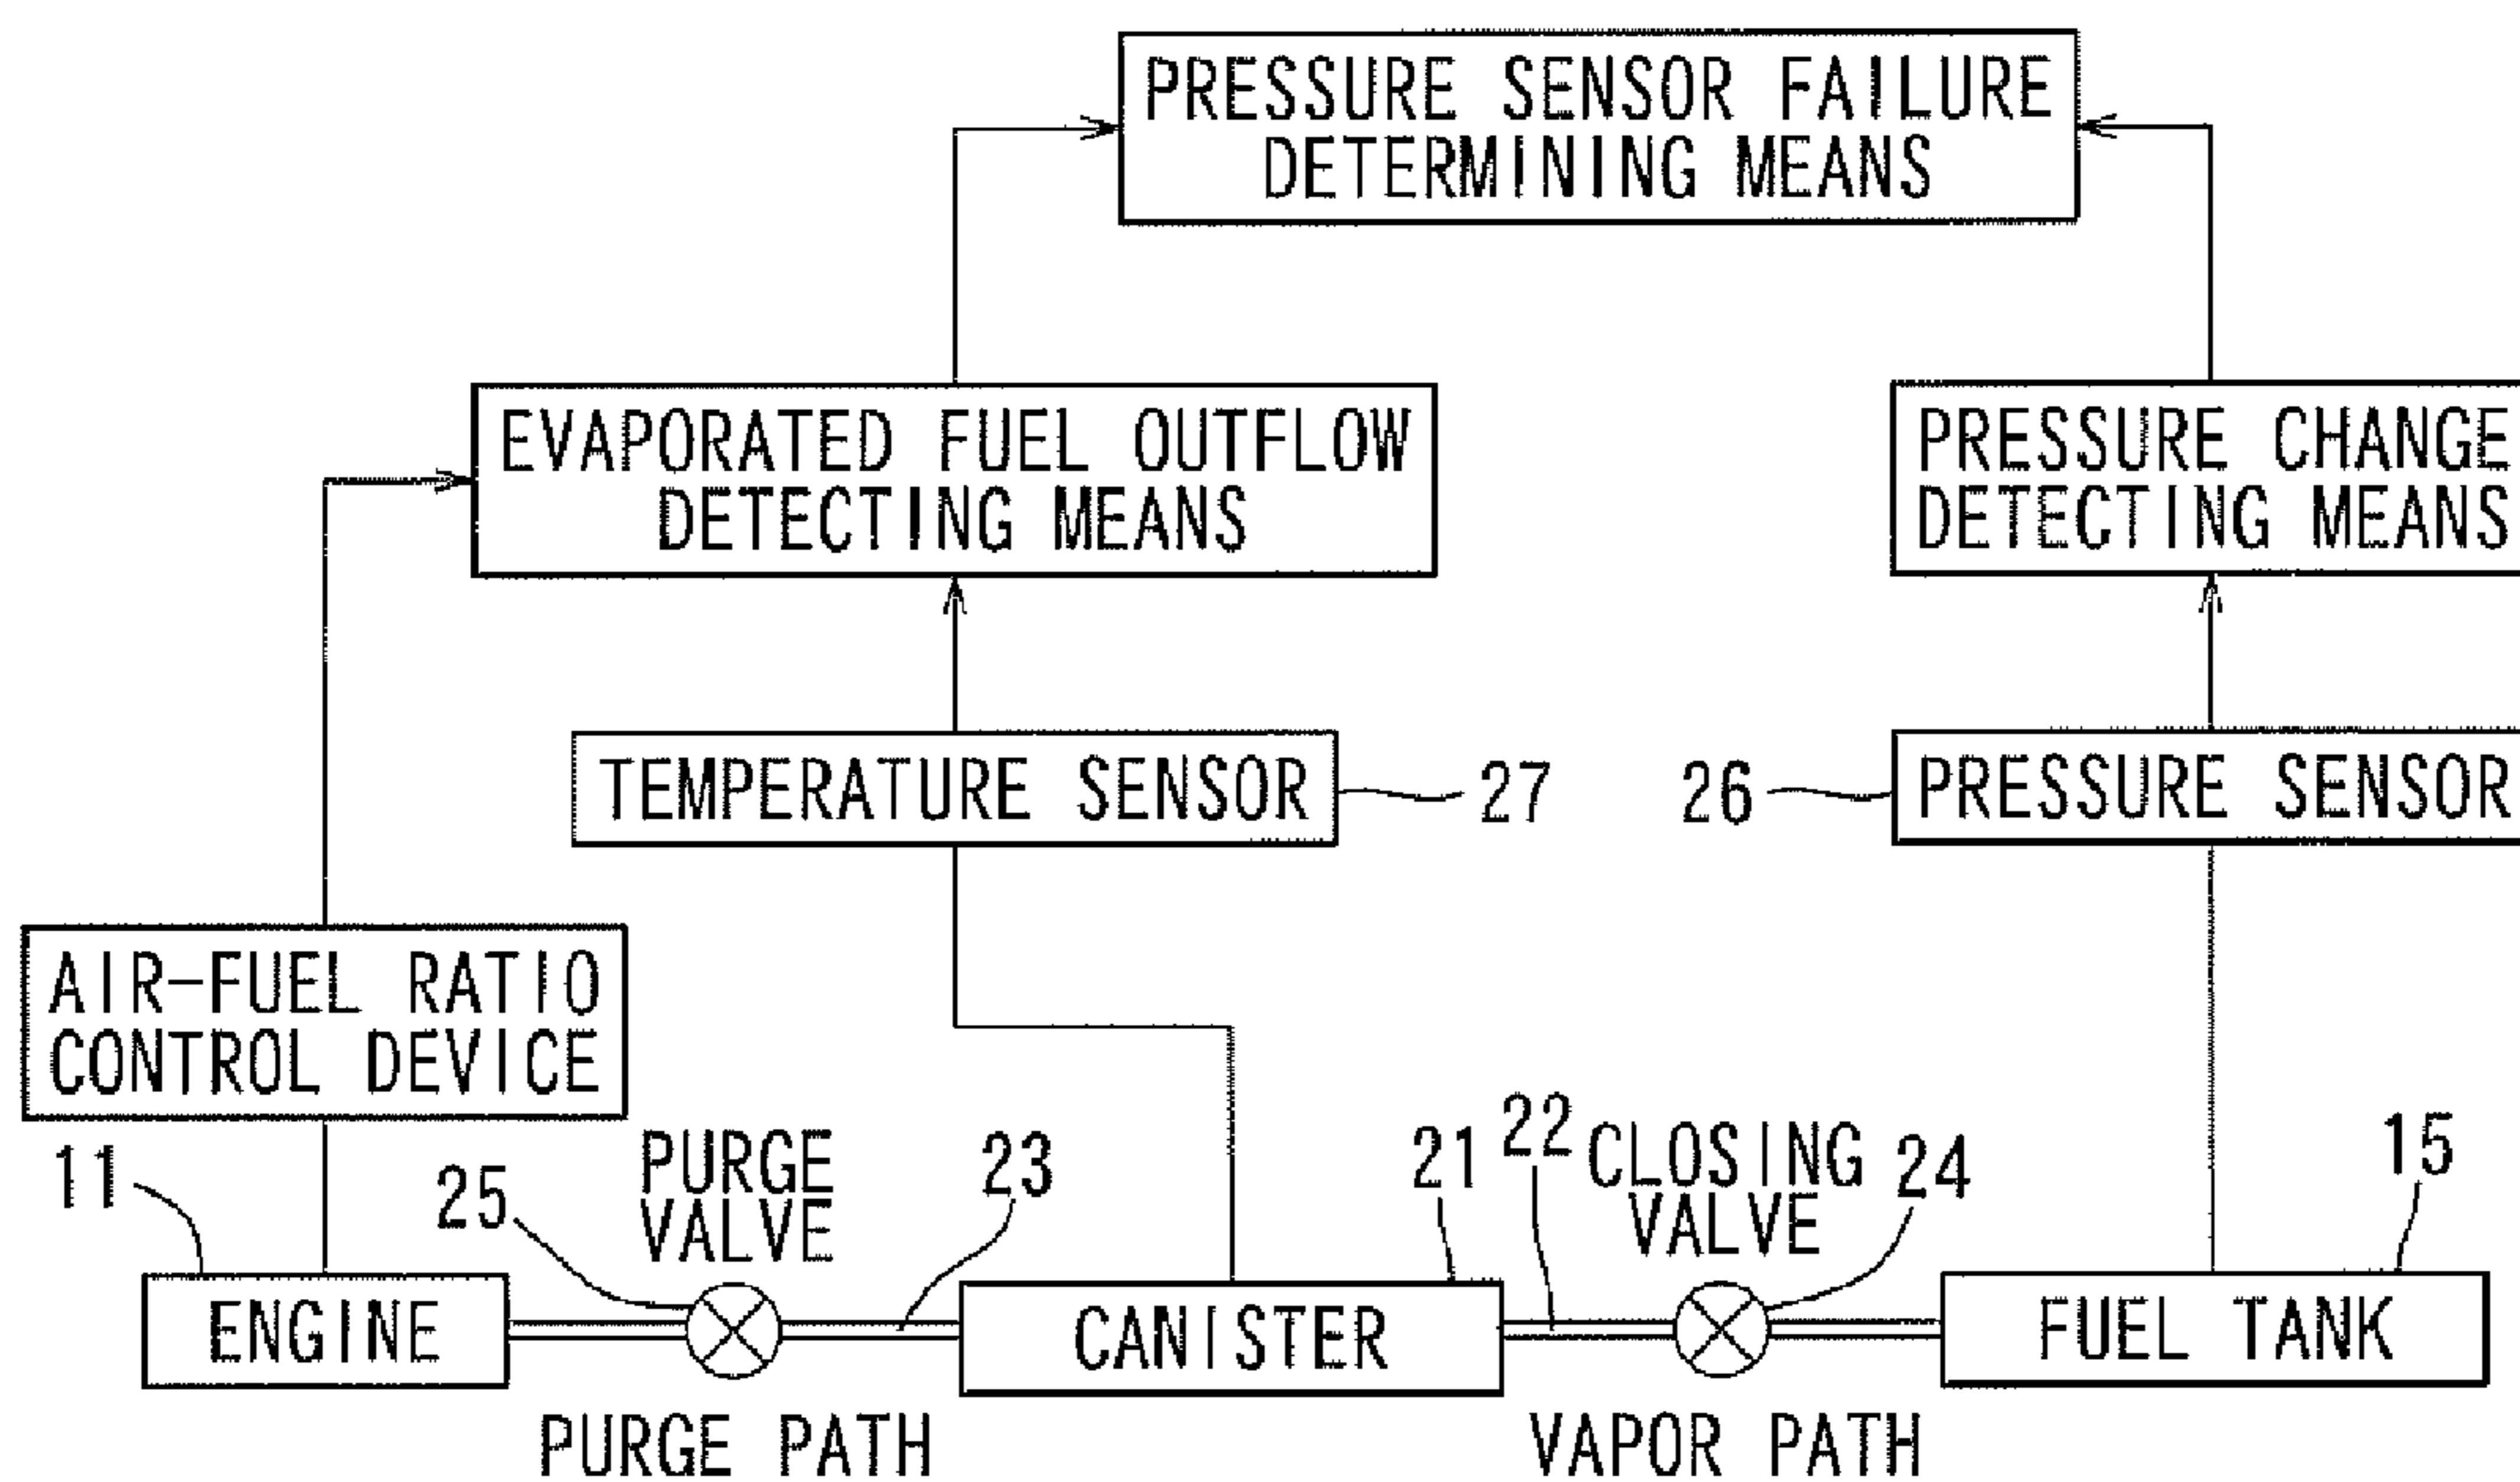 PRESSURE SENSOR FAILURE
DETERMINING MEANS
EVAPORATED FUEL OUTFLOW
DETECTING MEANS
PRESSURE CHANGE
DETECTING MEANS
TEMPERATURE SENSOR
27
26
PRESSURE SENSOR
AIR-FUEL RATIO
CONTROL DEVICE
11
25
PURGE
VALVE
23
21
22
CLOSING
VALVE
24
15
ENGINE
CANISTER
FUEL TANK
PURGE PATH
VAPOR PATH